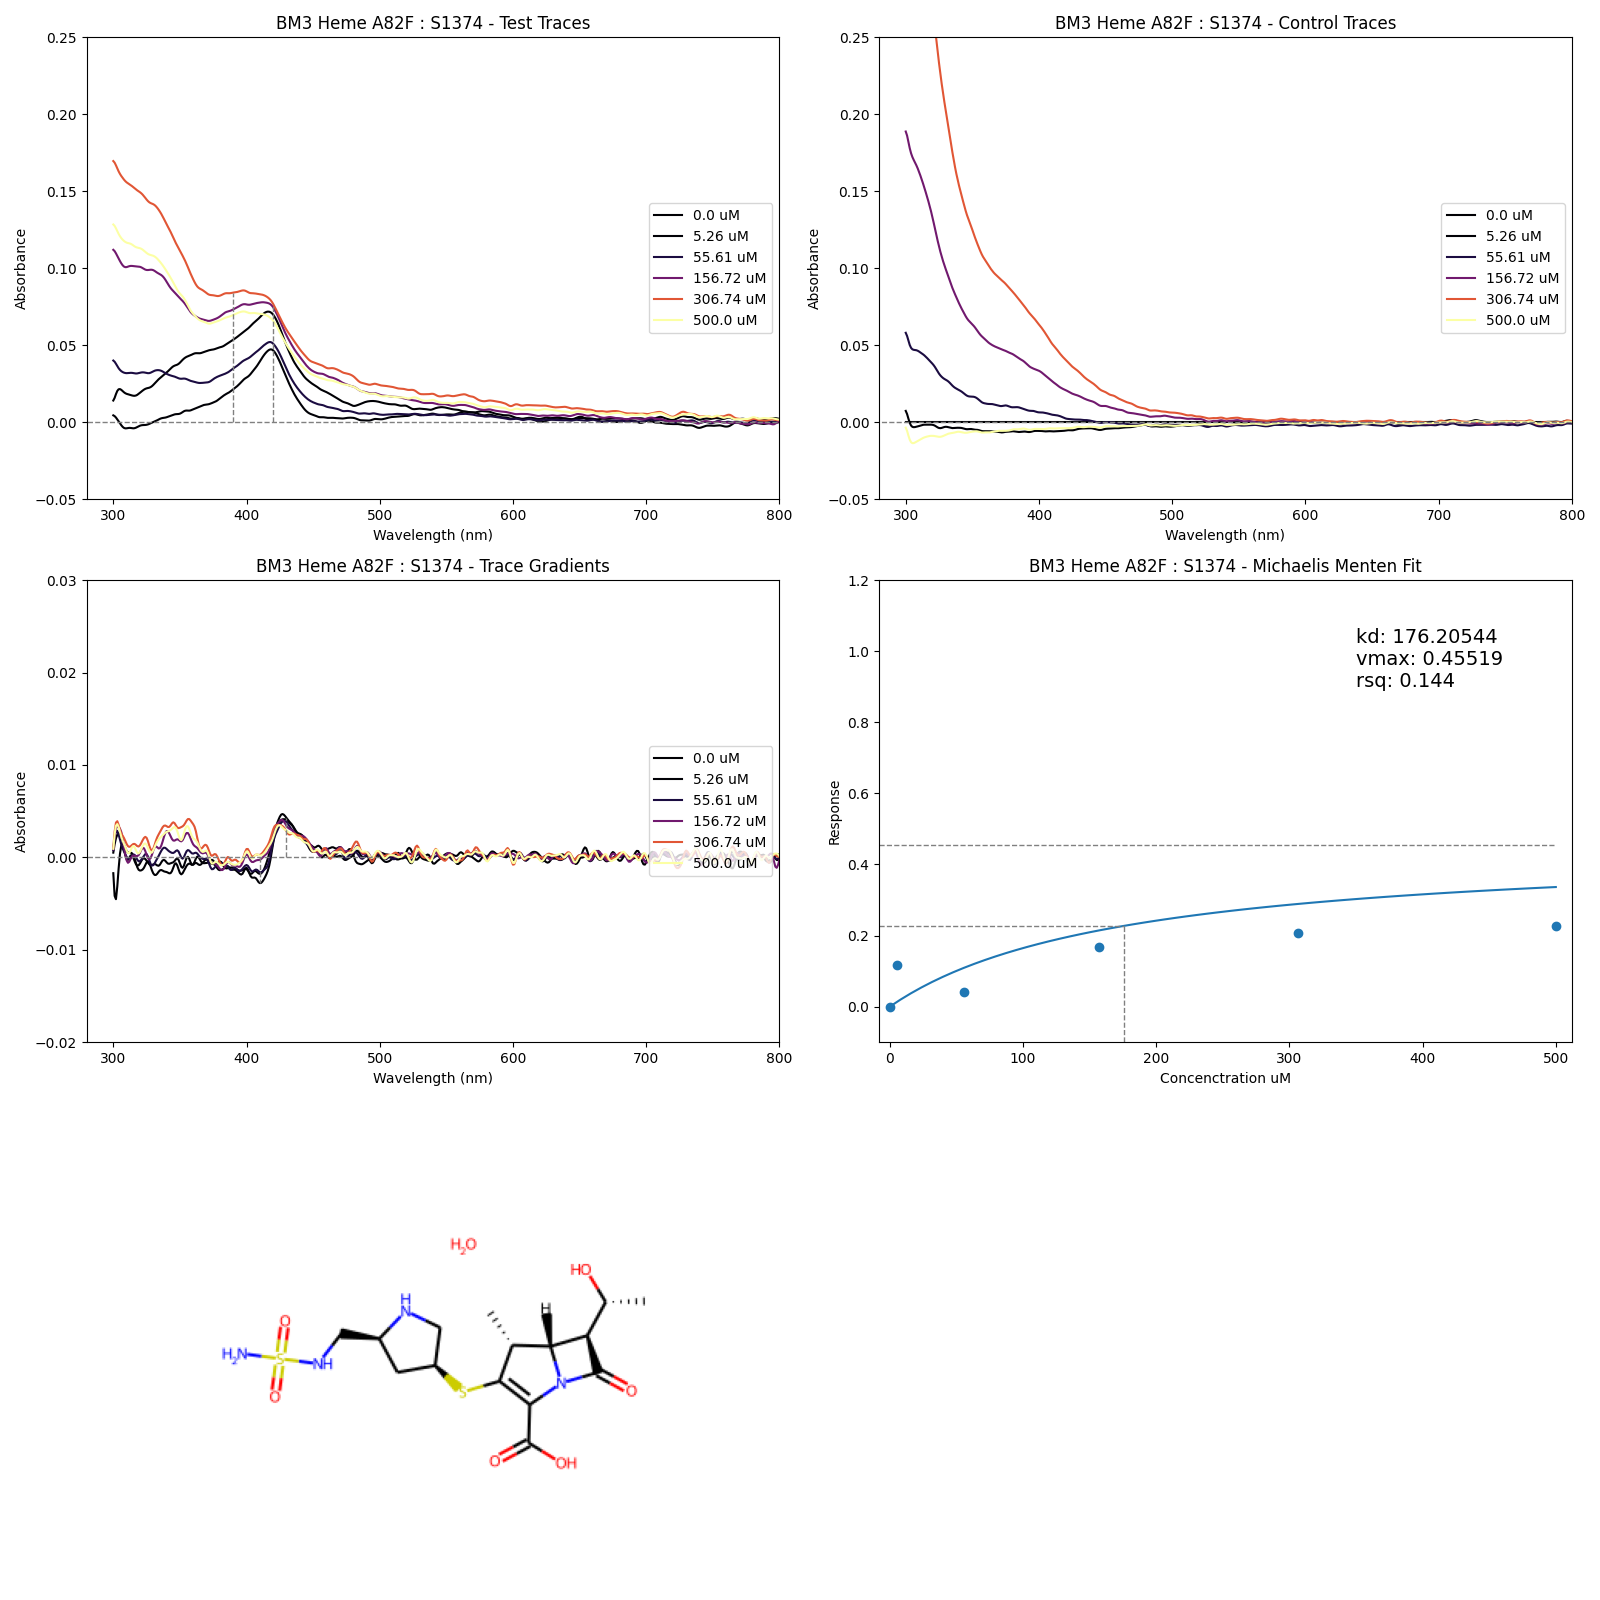 BM3 Heme A82F : S1374 - Test Traces
0.25
0.20
0.15
0.10
0.05
0.00
−0.05
Absorbance
300
400
500
600
700
800
Wavelength (nm)
0.0 uM
5.26 uM
55.61 uM
156.72 uM
306.74 uM
500.0 uM
BM3 Heme A82F : S1374 - Control Traces
0.25
0.20
0.15
0.10
0.05
0.00
−0.05
Absorbance
300
400
500
600
700
800
Wavelength (nm)
0.0 uM
5.26 uM
55.61 uM
156.72 uM
306.74 uM
500.0 uM
BM3 Heme A82F : S1374 - Trace Gradients
0.03
0.02
0.01
0.00
−0.01
−0.02
Absorbance
300
400
500
600
700
800
Wavelength (nm)
0.0 uM
5.26 uM
55.61 uM
156.72 uM
306.74 uM
500.0 uM
BM3 Heme A82F : S1374 - Michaelis Menten Fit
1.2
1.0
0.8
0.6
0.4
0.2
0.0
Response
0
100
200
300
400
500
Concenctration uM
kd: 176.20544
vmax: 0.45519
rsq: 0.144
H2O
HO
H
H
N
O
H2N
S
NH
O
S
N
O
O
OH